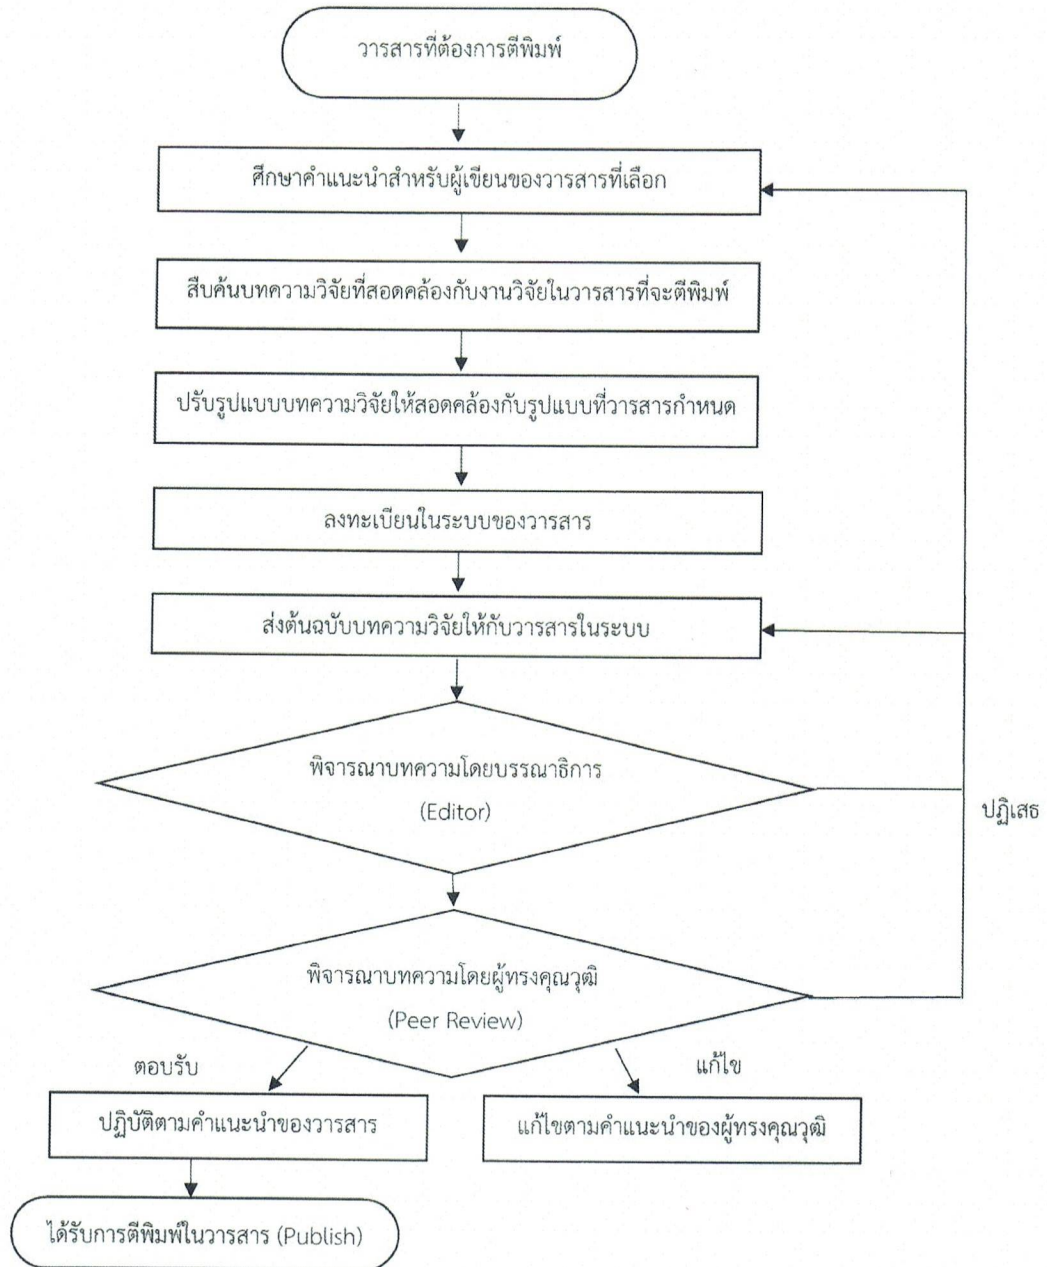 วารสารที่ต้องการตีพิมพ์
ศึกษาคำแนะนำสำหรับผู้เขียนของวารสารที่เลือก
สืบค้นบทความวิจัยที่สอดคล้องกับงานวิจัยในวารสารที่จะตีพิมพ์
ปรับรูปแบบบทความวิจัยให้สอดคล้องกับรูปแบบที่วารสารกำหนด
ลงทะเบียนในระบบของวารสาร
ส่งต้นฉบับบทความวิจัยให้กับวารสารในระบบ
พิจารณาบทความโดยบรรณาธิการ
(Editor)
ปฏิเสธ
พิจารณาบทความโดยผู้ทรงคุณวุฒิ
(Peer Review)
ตอบรับ
แก้ไข
ปฏิบัติตามคำแนะนำของวารสาร
แก้ไขตามคำแนะนำของผู้ทรงคุณวุฒิ
ได้รับการตีพิมพ์ในวารสาร (Publish)